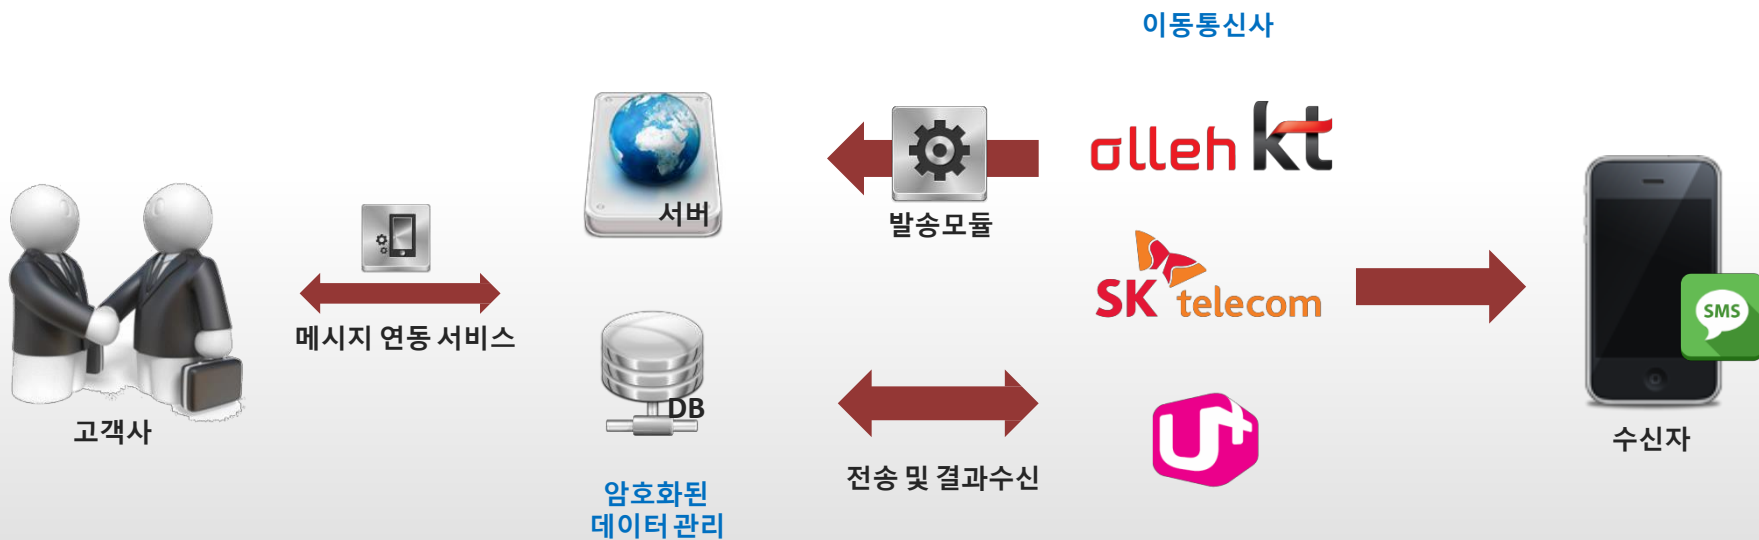 이동통신사
olleh kt
서버
발송모듈
SK telecom
SMS
메시지 연동 서비스
DB
U+
고객사
전송 및 결과수신
수신자
암호화된
데이터 관리